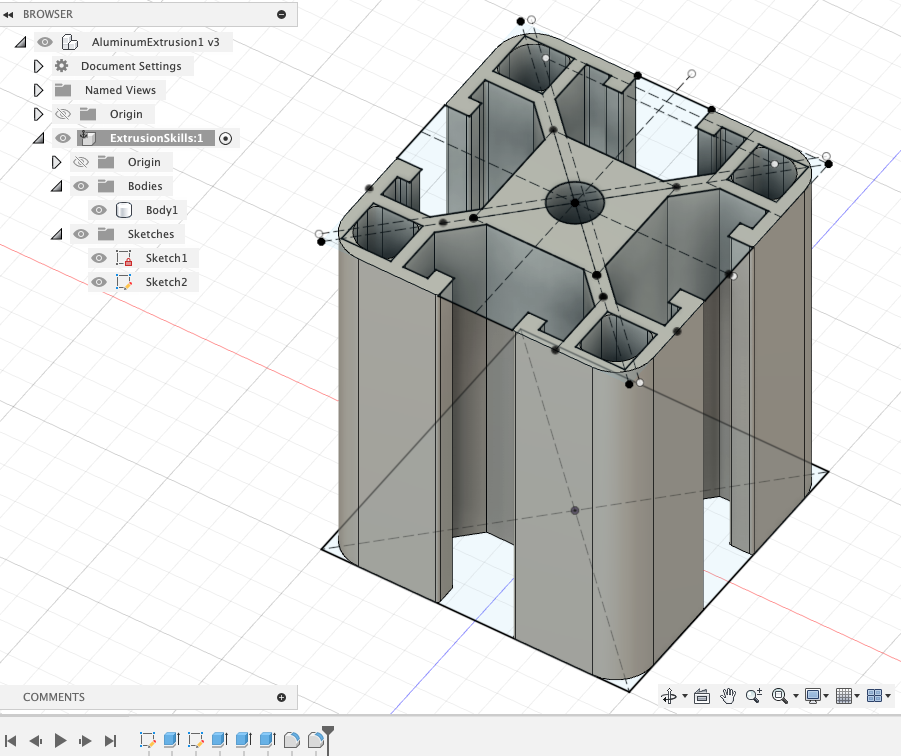 BROWSER
AluminumExtrusion1 v3
Document Settings
Named Views
Origin
ExtrusionSkills:1
Origin
Bodies
Body1
Sketches
Sketch1
Sketch2
COMMENTS